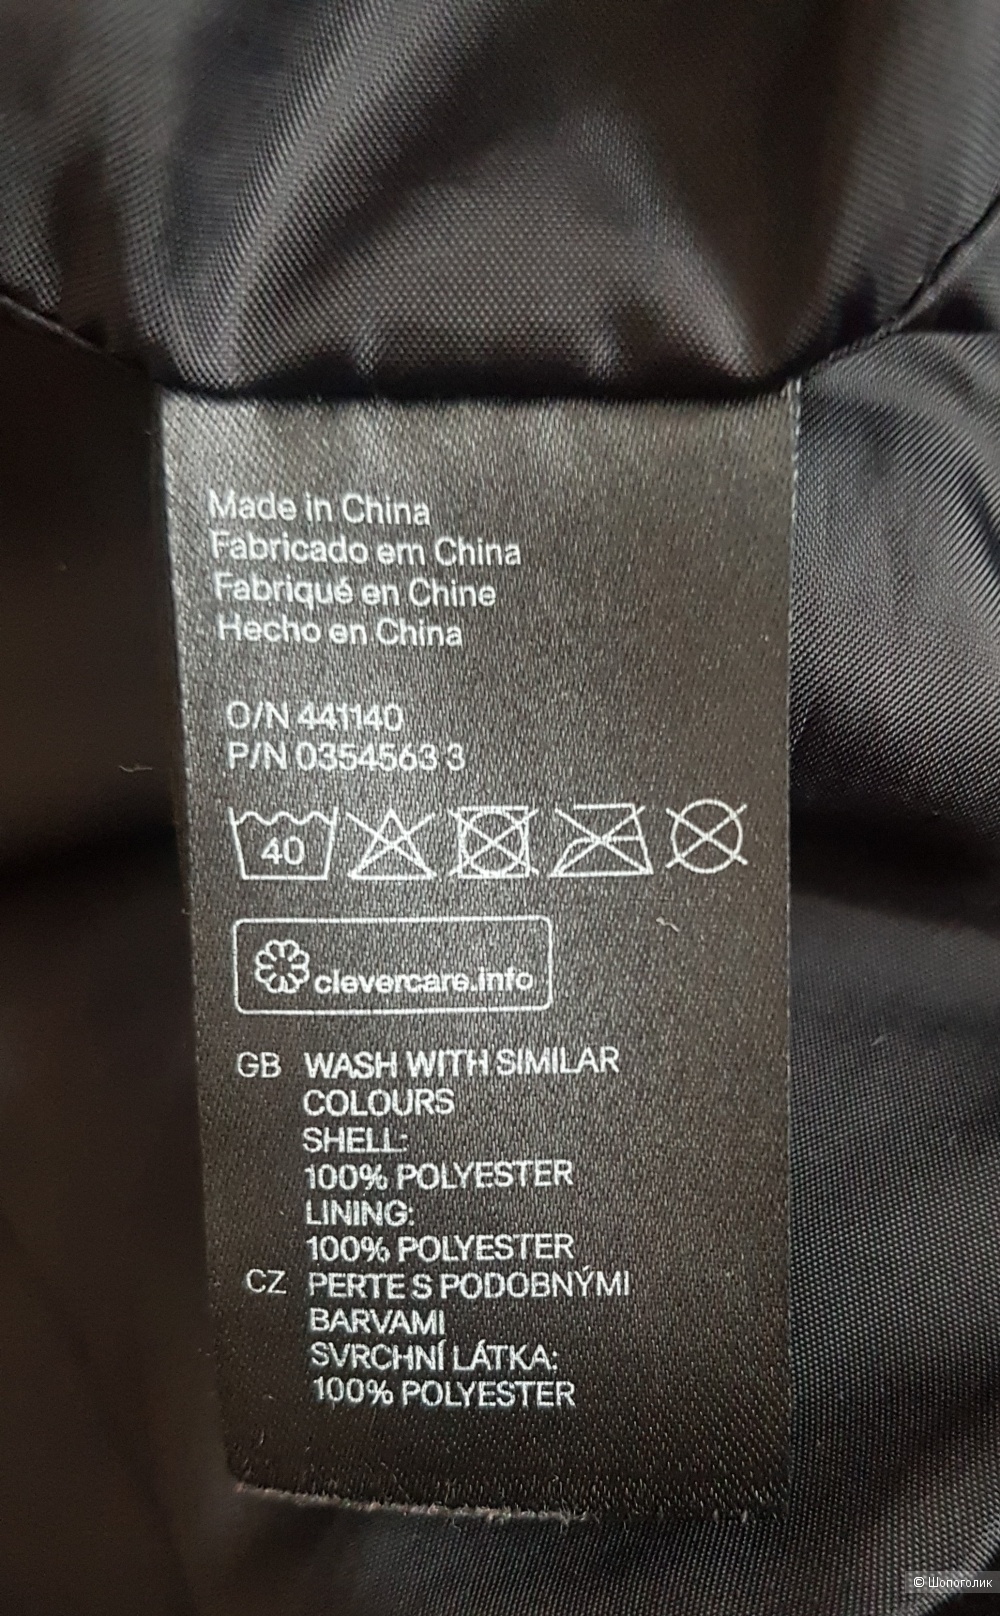 Made in China
Fabricado em China
Fabriqué en Chine
Hecho en China
O/N 441140
P/N 0354563 3
40
clevercare.info
GB WASH WITH SIMILAR
COLOURS
SHELL:
100% POLYESTER
LINING:
100% POLYESTER
CZ PERTE S PODOBNÝMI
BARVAMI
SVRCHNÍ LÁTKA:
100% POLYESTER
© Шопоголик